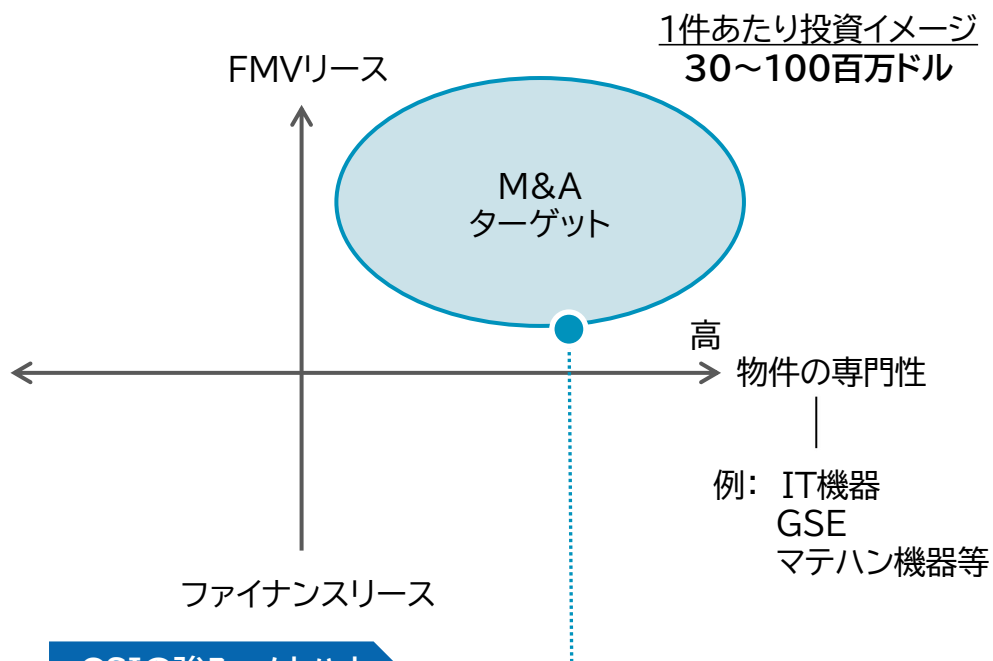 1件あたり投資イメージ
30～100百万ドル
FMVリース
M&A
ターゲット
高
物件の専門性
例： IT機器
GSE
マテハン機器等
ファイナンスリース